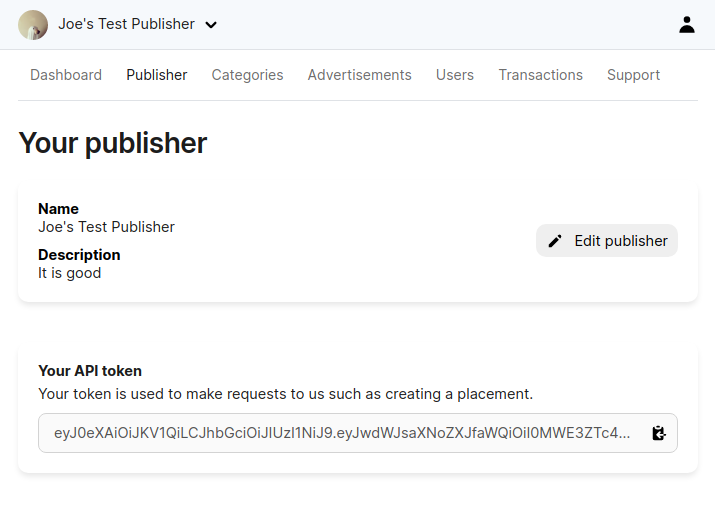 Joe's Test Publisher
Dashboard Publisher Categories Advertisements Users Transactions Support
Your publisher
Name
Joe's Test Publisher
Edit publisher
Description
It is good
Your API token
Your token is used to make requests to us such as creating a placement.
eyJ0eXAiOiJKV1QiLCJhbGciOiJIUzI1NiJ9.eyJwdWJsaXNoZXJfaWQiOiI0MWE3ZTc4...